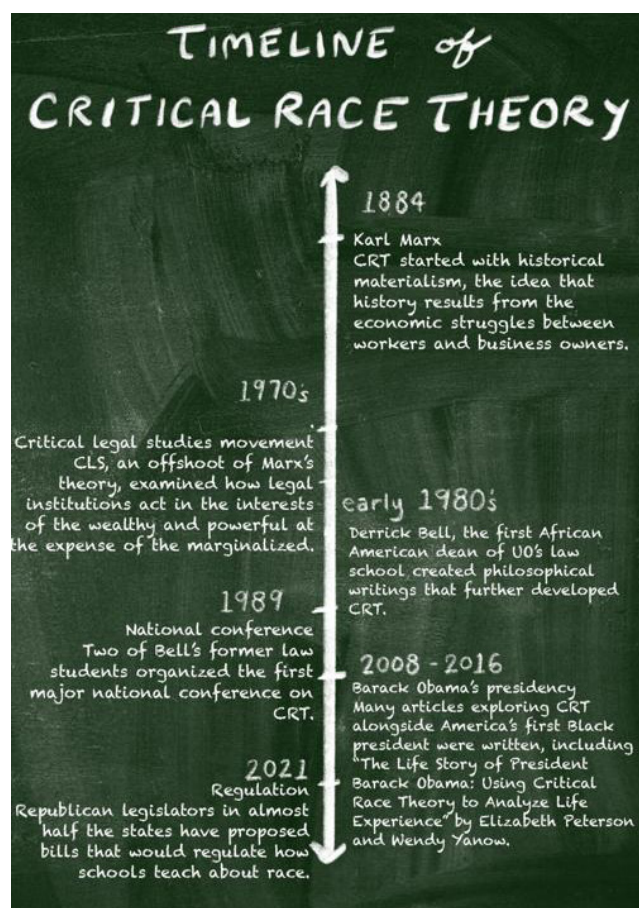 TIMELINE of
CRITICAL RACE THEORY
1884
Karl Marx
CRT started with historical
materialism, the idea that
history results from the
economic struggles between
workers and business owners.
1970's
Critical legal studies movement
CLS, an offshoot of Marx's
theory, examined how legal
institutions act in the interests
of the wealthy and powerful at
the expense of the marginalized.
early 1980's
Derrick Bell, the first African
American dean of UO's law
school created philosophical
writings that further developed
CRT.
1989
National conference
Two of Bell's former law
students organized the first
major national conference on
CRT.
2008-2016
Barack Obama's presidency
Many articles exploring CRT
alongside America's first Black
president were written, including
"The Life Story of President
Barack Obama: Using Critical
Race Theory to Analyze Life
Experience" by Elizabeth Peterson
and Wendy Yanow.
2021
Regulation
Republican legislators in almost
half the states have proposed
bills that would regulate how
schools teach about race.